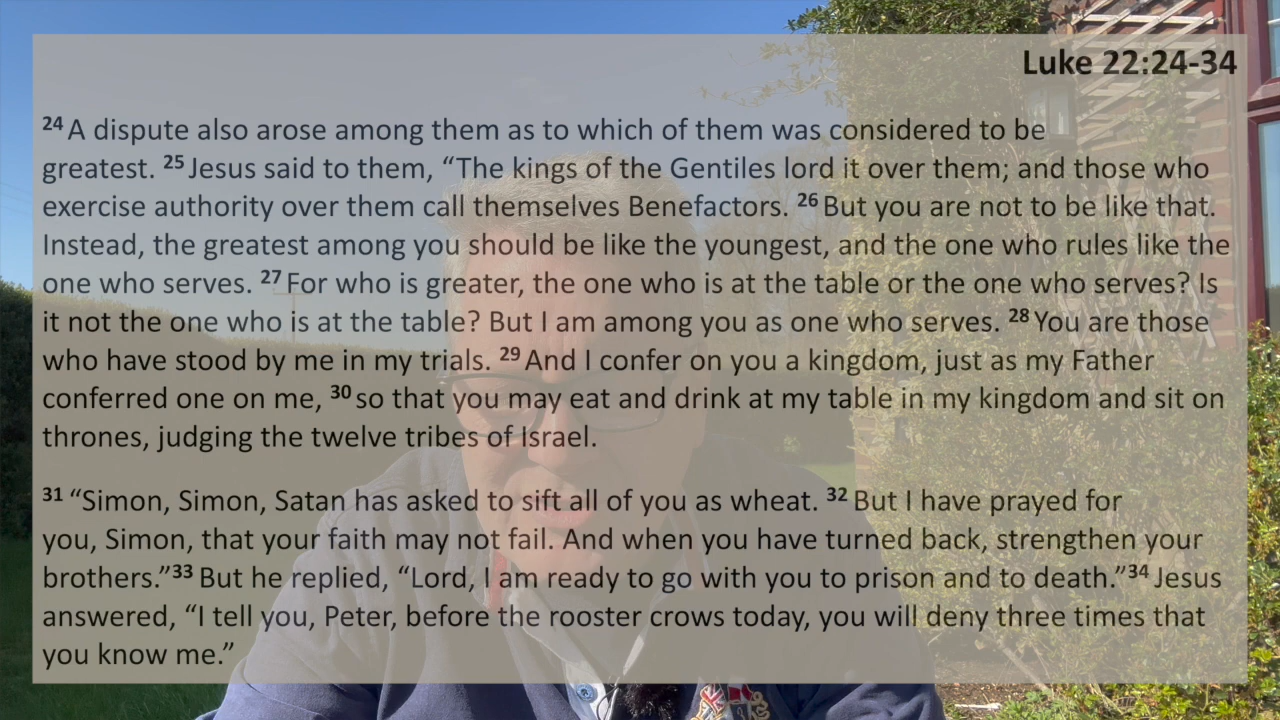 Luke 22:24-34
24 A dispute also arose among them as to which of them was considered to be
greatest. 25 Jesus said to them, “The kings of the Gentiles lord it over them; and those who
exercise authority over them call themselves Benefactors. 26 But you are not to be like that.
Instead, the greatest among you should be like the youngest, and the one who rules like the
one who serves. 27 For who is greater, the one who is at the table or the one who serves? Is
it not the one who is at the table? But I am among you as one who serves. 28 You are those
who have stood by me in my trials. 29 And I confer on you a kingdom, just as my Father
conferred one on me, 30 so that you may eat and drink at my table in my kingdom and sit on
thrones, judging the twelve tribes of Israel.
31 “Simon, Simon, Satan has asked to sift all of you as wheat. 32 But I have prayed for
you, Simon, that your faith may not fail. And when you have turned back, strengthen your
brothers.”33 But he replied, “Lord, I am ready to go with you to prison and to death.”34 Jesus
answered, “I tell you, Peter, before the rooster crows today, you will deny three times that
you know me.”